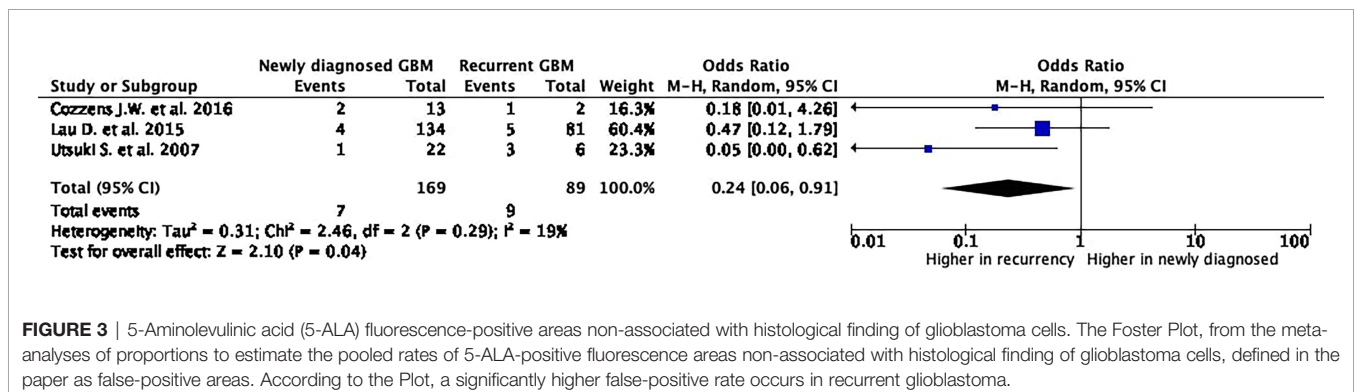 Newly diagnosed GBM Recurrent GBM Odds Ratio Odds Ratio
Study or Subgroup Events Total Events Total Weight M-H, Random, 95% CI M-H, Random, 95% CI
Cozzens J.W. et al. 2016 2 13 1 2 16.3% 0.18 [0.01, 4.26]
Lau D. et al. 2015 4 134 5 81 60.4% 0.47 [0.12, 1.79]
Utsuki S. et al. 2007 1 22 3 6 23.3% 0.05 [0.00, 0.62]
Total (95% CI) 169 89 100.0% 0.24 [0.06, 0.91]
Total events 7 9
Heterogeneity: Tau² = 0.31; Chi² = 2.46, df = 2 (P = 0.29); I² = 19%
Test for overall effect: Z = 2.10 (P = 0.04)
0.01 0.1 1 10 100
Higher in recurrency Higher in newly diagnosed
FIGURE 3 | 5-Aminolevulinic acid (5-ALA) fluorescence-positive areas non-associated with histological finding of glioblastoma cells. The Foster Plot, from the meta-
analyses of proportions to estimate the pooled rates of 5-ALA-positive fluorescence areas non-associated with histological finding of glioblastoma cells, defined in the
paper as false-positive areas. According to the Plot, a significantly higher false-positive rate occurs in recurrent glioblastoma.